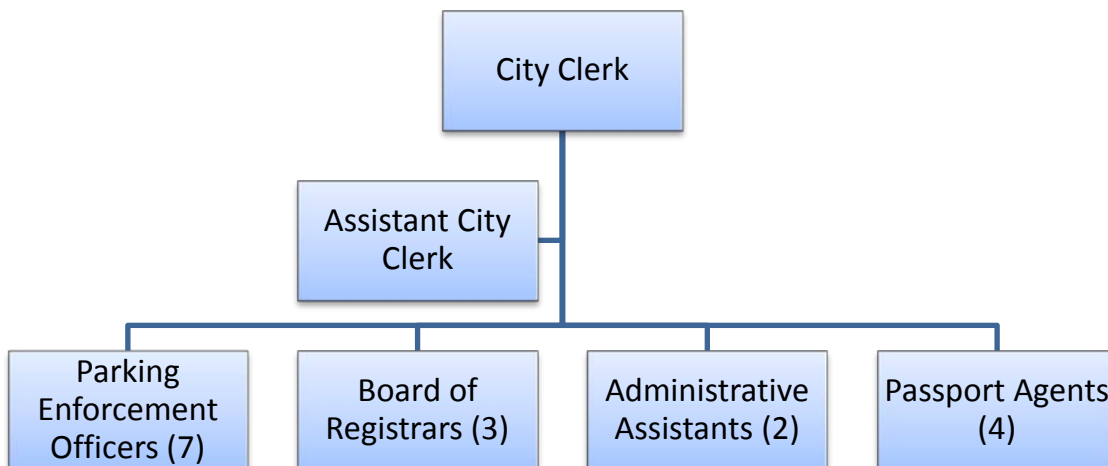 City Clerk
Assistant City
Clerk
Parking
Enforcement
Officers (7)
Board of
Registrars (3)
Administrative
Assistants (2)
Passport Agents
(4)